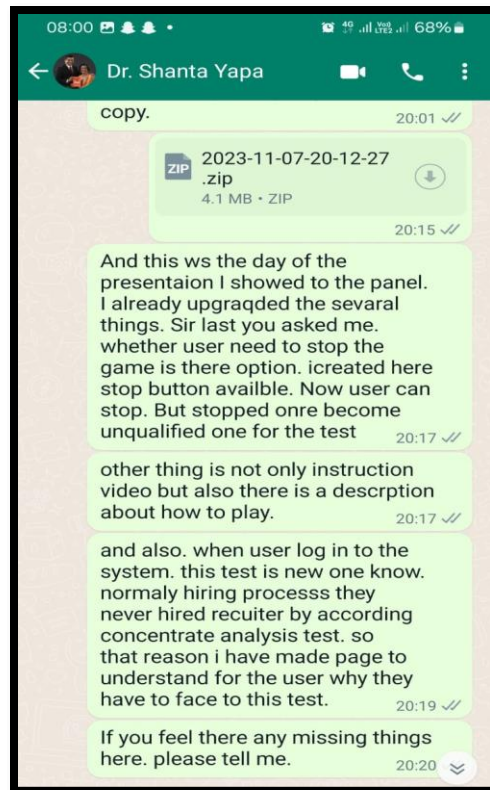 08:00
4G Vo) LTE2 68%
Dr. Shanta Yapa
copy.
20:01
ZIP
2023-11-07-20-12-27
.zip
4.1 MB • ZIP
20:15
And this ws the day of the
presentaion I showed to the panel.
I already upgraqded the sevaral
things. Sir last you asked me.
whether user need to stop the
game is there option. icreated here
stop button availble. Now user can
stop. But stopped onre become
unqualified one for the test
20:17
other thing is not only instruction
video but also there is a descrption
about how to play.
20:17
and also. when user log in to the
system. this test is new one know.
normaly hiring processs they
never hired recuiter by according
concentrate analysis test. so
that reason i have made page to
understand for the user why they
have to face to this test.
20:19
If you feel there any missing things
here. please tell me.
20:20